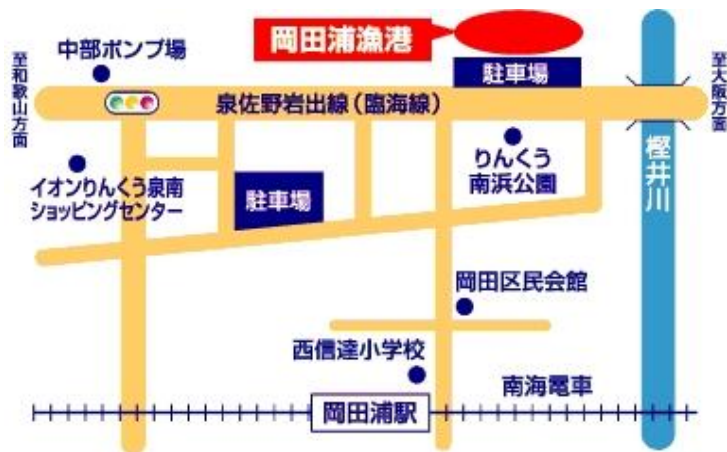 岡田浦漁港
中部ポンプ場
駐車場
至和歌山方面
至大阪方面
泉佐野岩出線(臨海線)
りんくう
南浜公園
樫井川
イオンりんくう泉南
ショッピングセンター
駐車場
岡田区民会館
西信達小学校
南海電車
岡田浦駅